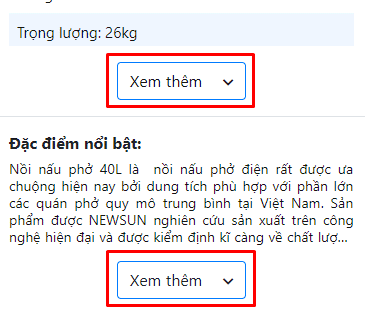 Trọng lượng: 26kg
Xem thêm
Đặc điểm nổi bật:
Nồi nấu phở 40L là nồi nấu phở điện rất được ưa
chuộng hiện nay bởi dung tích phù hợp với phần lớn
các quán phở quy mô trung bình tại Việt Nam. Sản
phẩm được NEWSUN nghiên cứu sản xuất trên công
nghệ hiện đại và được kiểm định kĩ càng về chất lượ...
Xem thêm